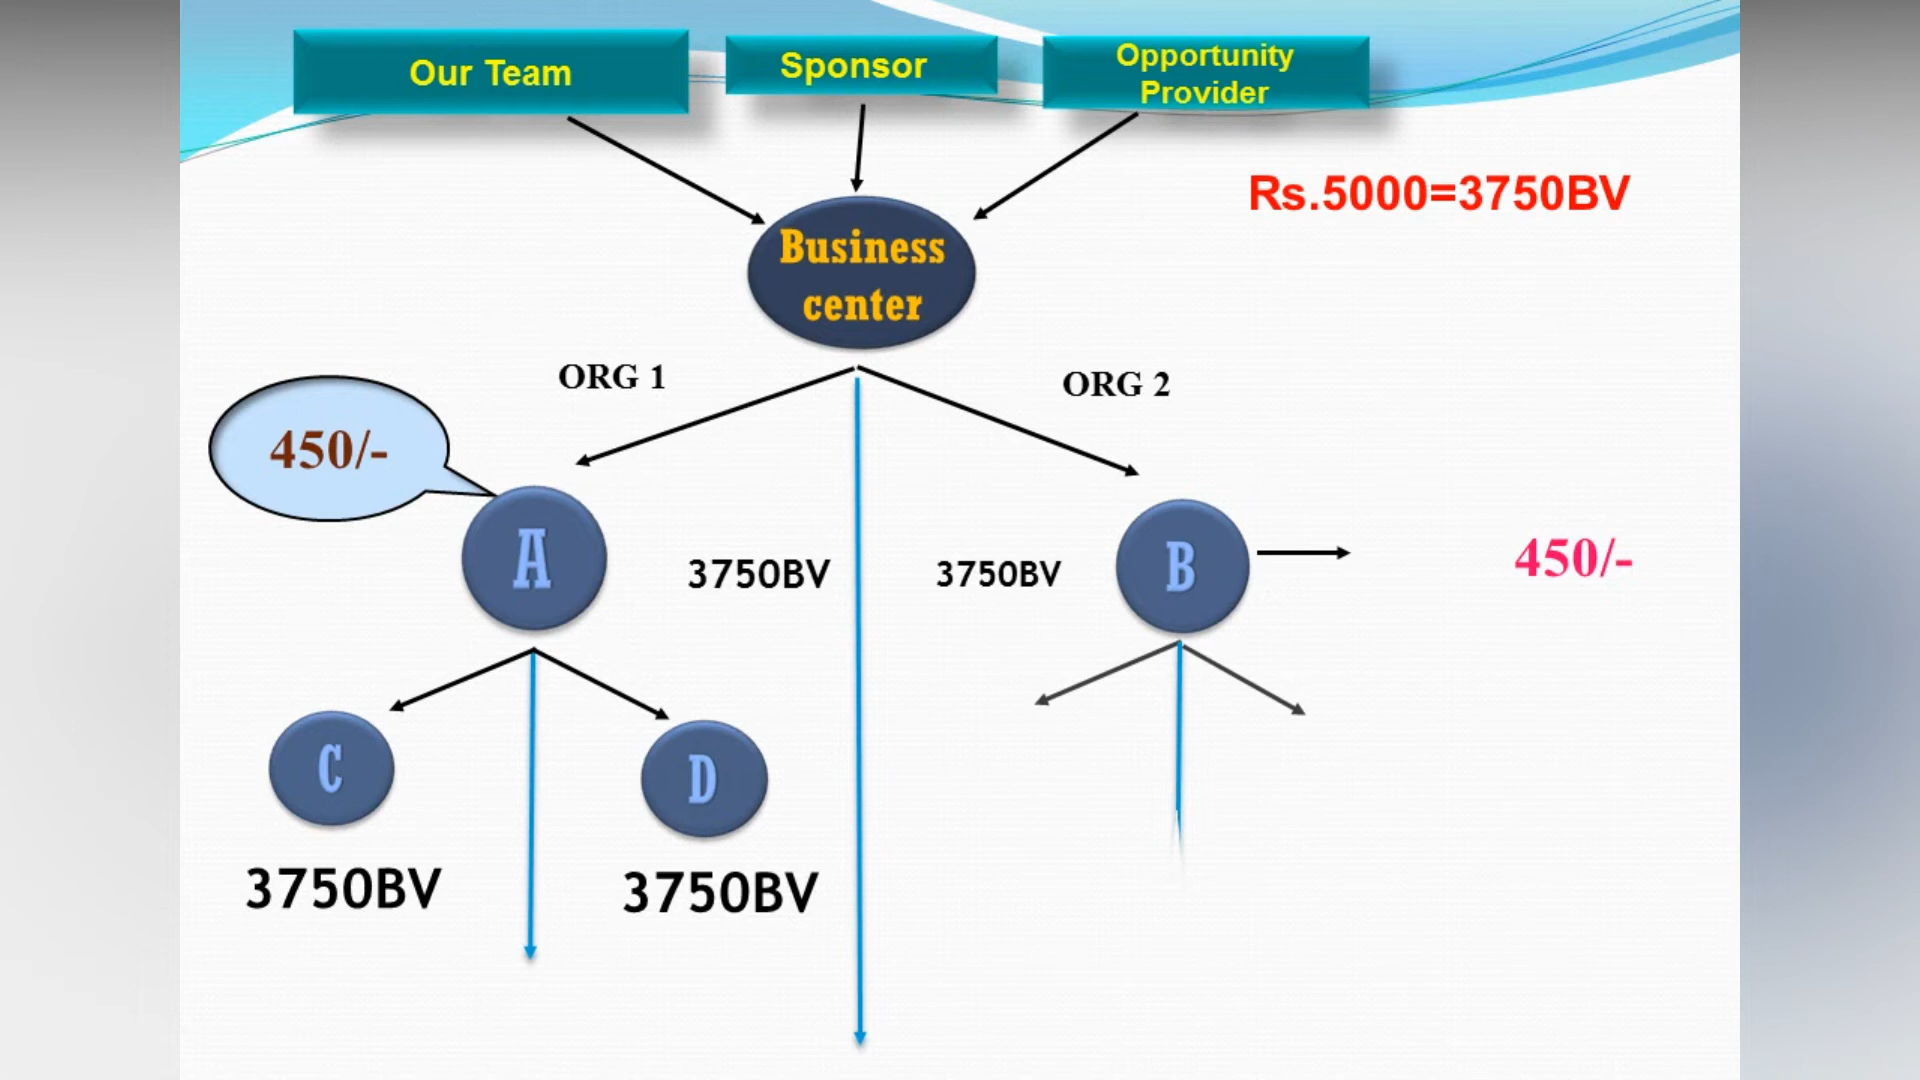 Our Team
Sponsor
Opportunity
Provider
Rs.5000=3750BV
Business
center
ORG 1
ORG 2
450/-
A
3750BV
3750BV
B
450/-
C
D
3750BV
3750BV